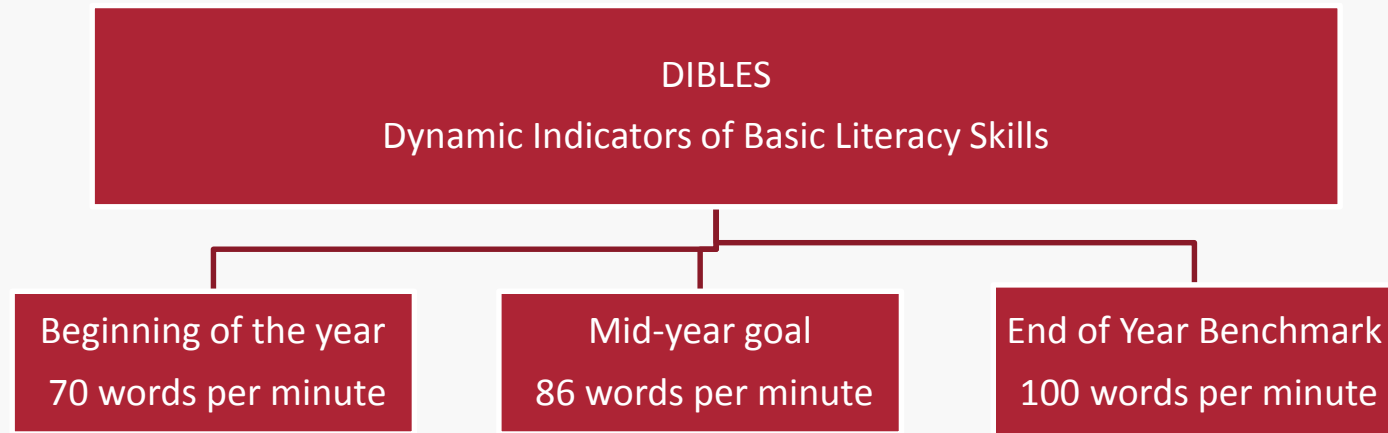 DIBLES
Dynamic Indicators of Basic Literacy Skills
Beginning of the year
70 words per minute
Mid-year goal
86 words per minute
End of Year Benchmark
100 words per minute